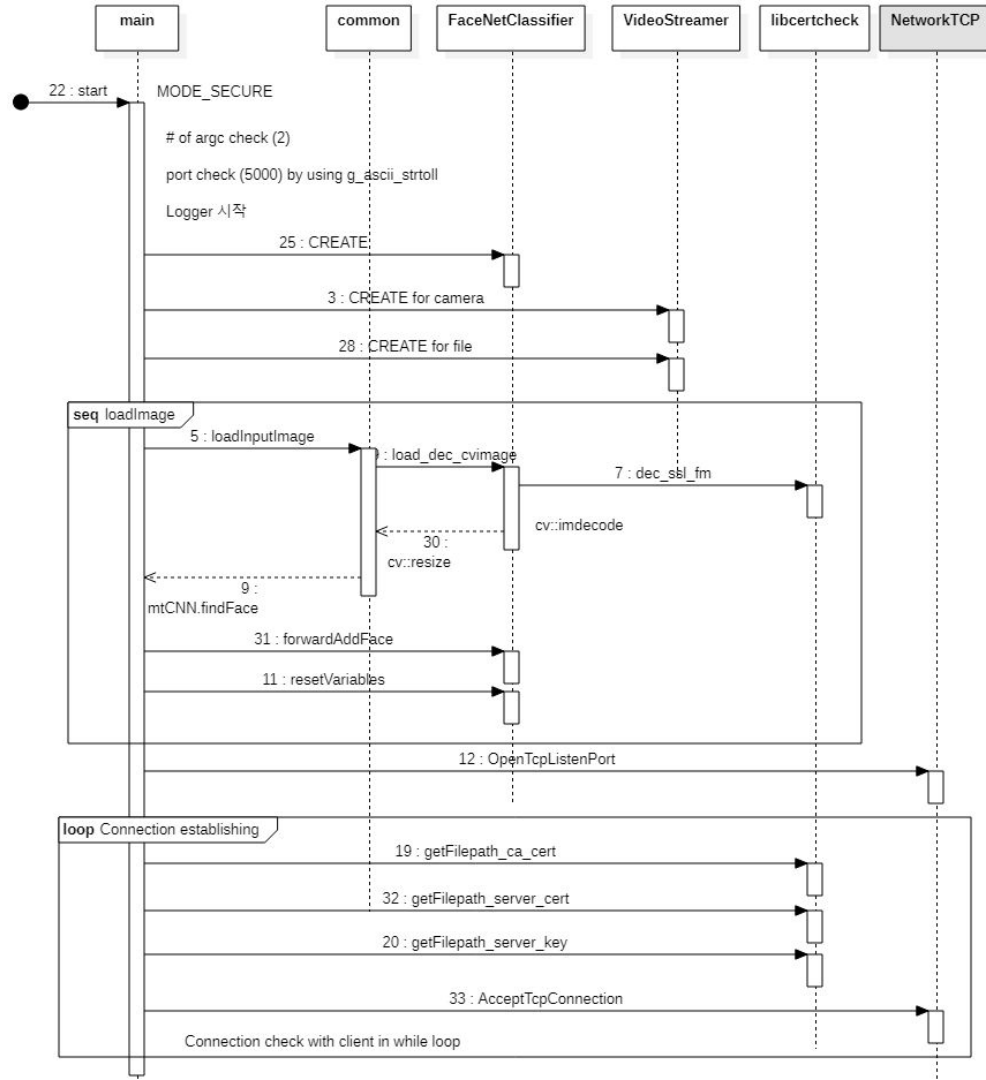 main
common
FaceNetClassifier
VideoStreamer
libcertcheck
NetworkTCP
22 : start
MODE_SECURE
# of argc check (2)
port check (5000) by using g_ascii_strtoll
Logger 시작
25 : CREATE
3 : CREATE for camera
28 : CREATE for file
seq loadImage
5 : loadInputImage
: load_dec_cvimage
7 : dec_ssl_fm
cv::imdecode
30 :
cv::resize
9 :
mtCNN.findFace
31 : forwardAddFace
11 : resetVariables
12 : OpenTcpListenPort
loop Connection establishing
19 : getFilepath_ca_cert
32 : getFilepath_server_cert
20 : getFilepath_server_key
33 : AcceptTcpConnection
Connection check with client in while loop